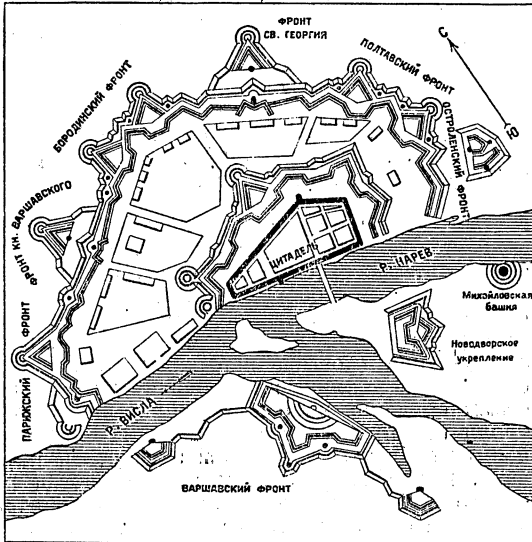 ФРОНТ
СВ. ГЕОРГИЯ
ПОЛТАВСКИЙ ФРОНТ
БОРОДИНСКИЙ ФРОНТ
ОСТРОЛЕНСКИЙ ФРОНТ
С
Ю
ФРОНТ КН. ВАРШАВСКОГО
ЦИТАДЕЛЬ
Р. НАРЕВ
Михайловская
башня
Новодворское
укрепление
ПАРИЖСКИЙ ФРОНТ
Р. ВИСЛА
ВАРШАВСКИЙ ФРОНТ